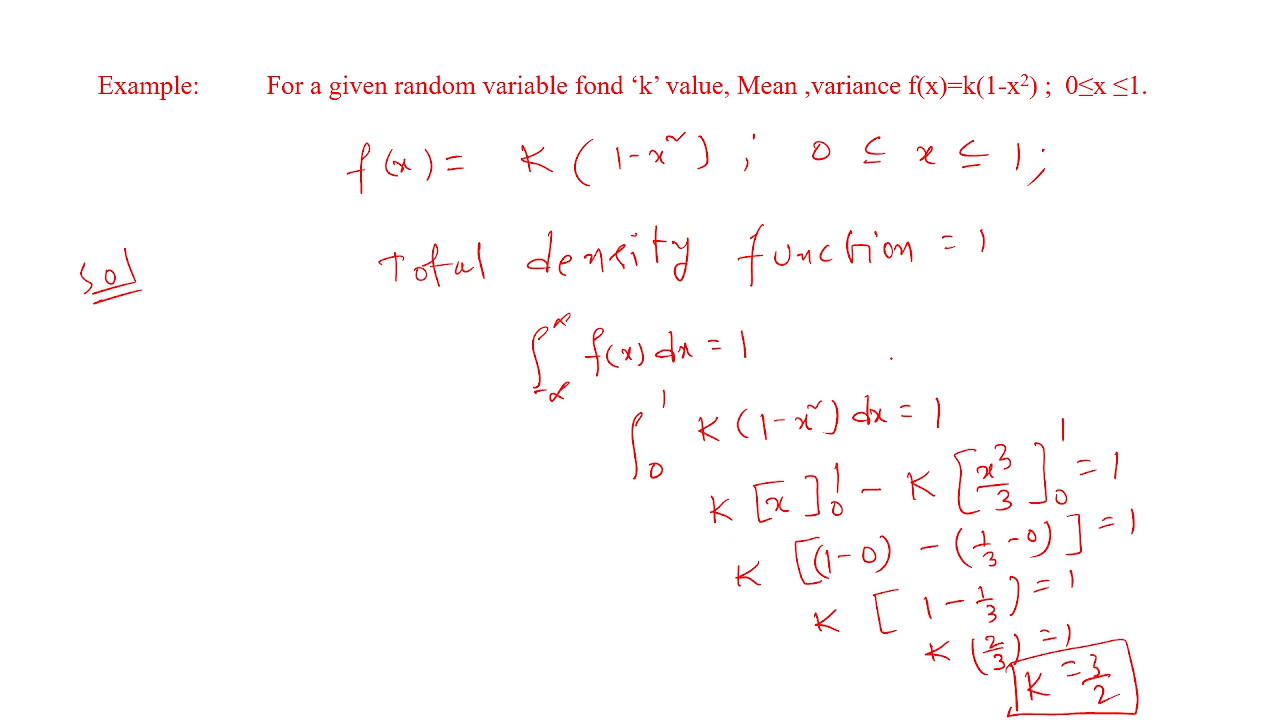 Example: For a given random variable fond ‘k’ value, Mean ,variance f(x)=k(1-x²) ; 0≤x ≤1.
f(x) = K (1-x²) ; 0 ≤ x ≤ 1;
Sol Total density function = 1
∫_{-∞}^{∞} f(x) dx = 1
∫_0^1 K (1-x²) dx = 1
K [x]_0^1 - K [x³/3]_0^1 = 1
K [(1-0) - (1/3 -0)] = 1
K [1 - 1/3) = 1
K (2/3) = 1
K = 3/2